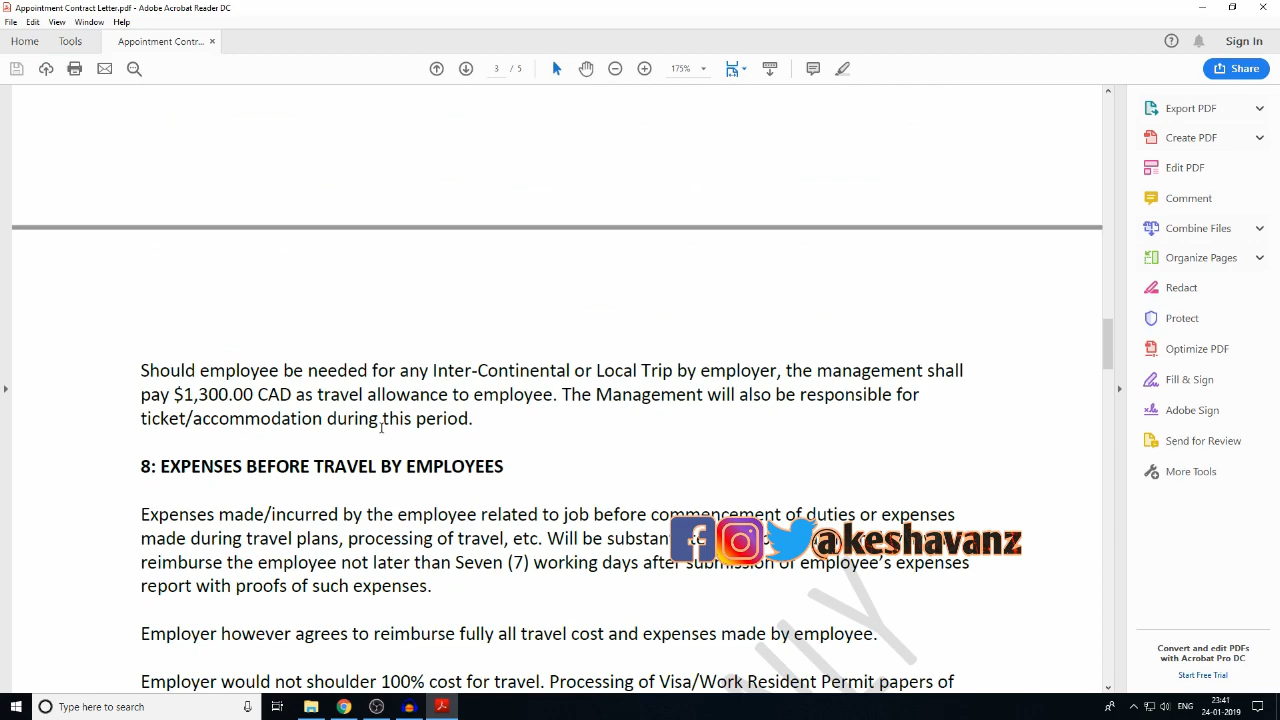 Appointment Contract Letter.pdf - Adobe Acrobat Reader DC
File Edit View Window Help
Home Tools Appointment Contr... × Sign In
3 / 5 175% Share
Export PDF
Create PDF
Edit PDF
Comment
Combine Files
Organize Pages
Redact
Protect
Optimize PDF
Fill & Sign
Adobe Sign
Send for Review
More Tools
Convert and edit PDFs
with Acrobat Pro DC
Start Free Trial
Should employee be needed for any Inter-Continental or Local Trip by employer, the management shall
pay $1,300.00 CAD as travel allowance to employee. The Management will also be responsible for
ticket/accommodation during this period.
8: EXPENSES BEFORE TRAVEL BY EMPLOYEES
Expenses made/incurred by the employee related to job before commencement of duties or expenses
made during travel plans, processing of travel, etc. Will be
reimburse the employee not later than Seven (7) working days after submission of employee's expenses
report with proofs of such expenses.
Employer however agrees to reimburse fully all travel cost and expenses made by employee.
Employer would not shoulder 100% cost for travel. Processing of Visa/Work Resident Permit papers of
@keshavanz
Type here to search
ENG
23:41
24-01-2019